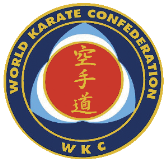 WORLD KARATE CONFEDERATION
空手道
WKC